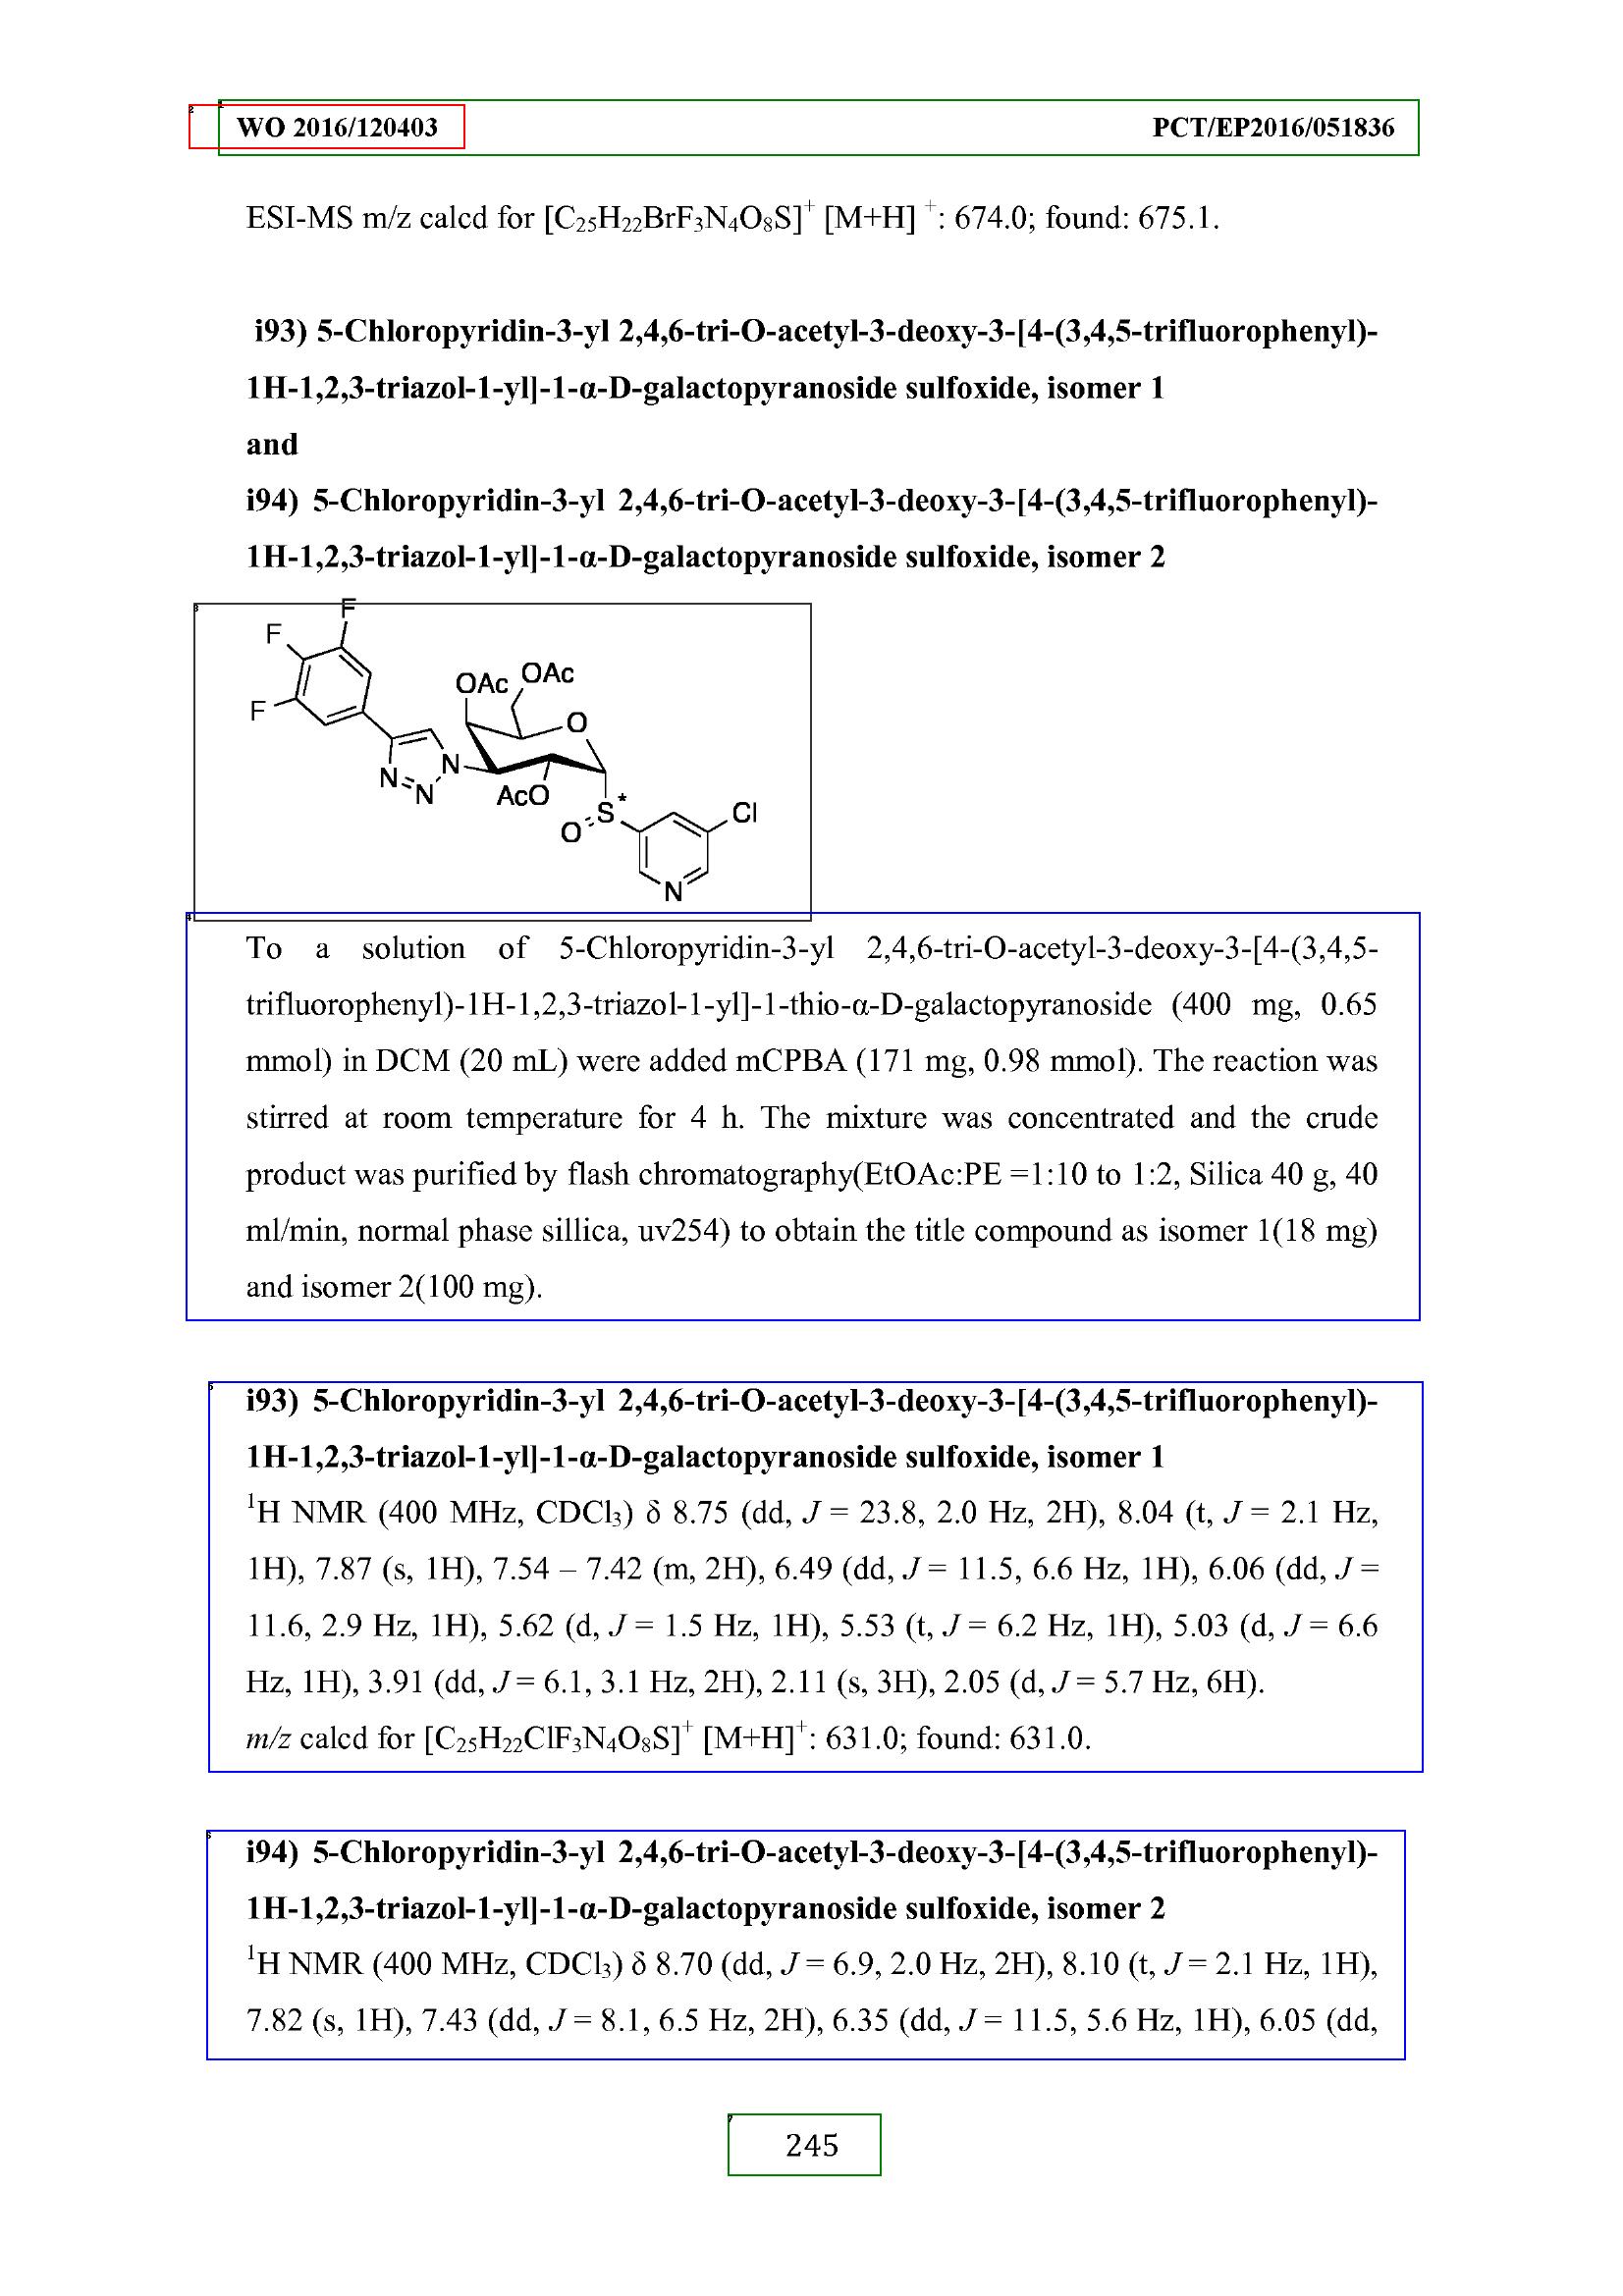 WO 2016/120403 PCT/EP2016/051836
ESI-MS m/z calcd for [C₂₅H₂₂BrF₃N₄O₈S]⁺ [M+H] ⁺: 674.0; found: 675.1.
i93) 5-Chloropyridin-3-yl 2,4,6-tri-O-acetyl-3-deoxy-3-[4-(3,4,5-trifluorophenyl)-
1H-1,2,3-triazol-1-yl]-1-α-D-galactopyranoside sulfoxide, isomer 1
and
i94) 5-Chloropyridin-3-yl 2,4,6-tri-O-acetyl-3-deoxy-3-[4-(3,4,5-trifluorophenyl)-
1H-1,2,3-triazol-1-yl]-1-α-D-galactopyranoside sulfoxide, isomer 2
F
F
F
OAc
OAc
O
N
N
N
AcO
S*
O
Cl
N
To a solution of 5-Chloropyridin-3-yl 2,4,6-tri-O-acetyl-3-deoxy-3-[4-(3,4,5-
trifluorophenyl)-1H-1,2,3-triazol-1-yl]-1-thio-α-D-galactopyranoside (400 mg, 0.65
mmol) in DCM (20 mL) were added mCPBA (171 mg, 0.98 mmol). The reaction was
stirred at room temperature for 4 h. The mixture was concentrated and the crude
product was purified by flash chromatography(EtOAc:PE =1:10 to 1:2, Silica 40 g, 40
ml/min, normal phase sillica, uv254) to obtain the title compound as isomer 1(18 mg)
and isomer 2(100 mg).
i93) 5-Chloropyridin-3-yl 2,4,6-tri-O-acetyl-3-deoxy-3-[4-(3,4,5-trifluorophenyl)-
1H-1,2,3-triazol-1-yl]-1-α-D-galactopyranoside sulfoxide, isomer 1
¹H NMR (400 MHz, CDCl₃) δ 8.75 (dd, J = 23.8, 2.0 Hz, 2H), 8.04 (t, J = 2.1 Hz,
1H), 7.87 (s, 1H), 7.54 – 7.42 (m, 2H), 6.49 (dd, J = 11.5, 6.6 Hz, 1H), 6.06 (dd, J =
11.6, 2.9 Hz, 1H), 5.62 (d, J = 1.5 Hz, 1H), 5.53 (t, J = 6.2 Hz, 1H), 5.03 (d, J = 6.6
Hz, 1H), 3.91 (dd, J = 6.1, 3.1 Hz, 2H), 2.11 (s, 3H), 2.05 (d, J = 5.7 Hz, 6H).
m/z calcd for [C₂₅H₂₂ClF₃N₄O₈S]⁺ [M+H]⁺: 631.0; found: 631.0.
i94) 5-Chloropyridin-3-yl 2,4,6-tri-O-acetyl-3-deoxy-3-[4-(3,4,5-trifluorophenyl)-
1H-1,2,3-triazol-1-yl]-1-α-D-galactopyranoside sulfoxide, isomer 2
¹H NMR (400 MHz, CDCl₃) δ 8.70 (dd, J = 6.9, 2.0 Hz, 2H), 8.10 (t, J = 2.1 Hz, 1H),
7.82 (s, 1H), 7.43 (dd, J = 8.1, 6.5 Hz, 2H), 6.35 (dd, J = 11.5, 5.6 Hz, 1H), 6.05 (dd,
245